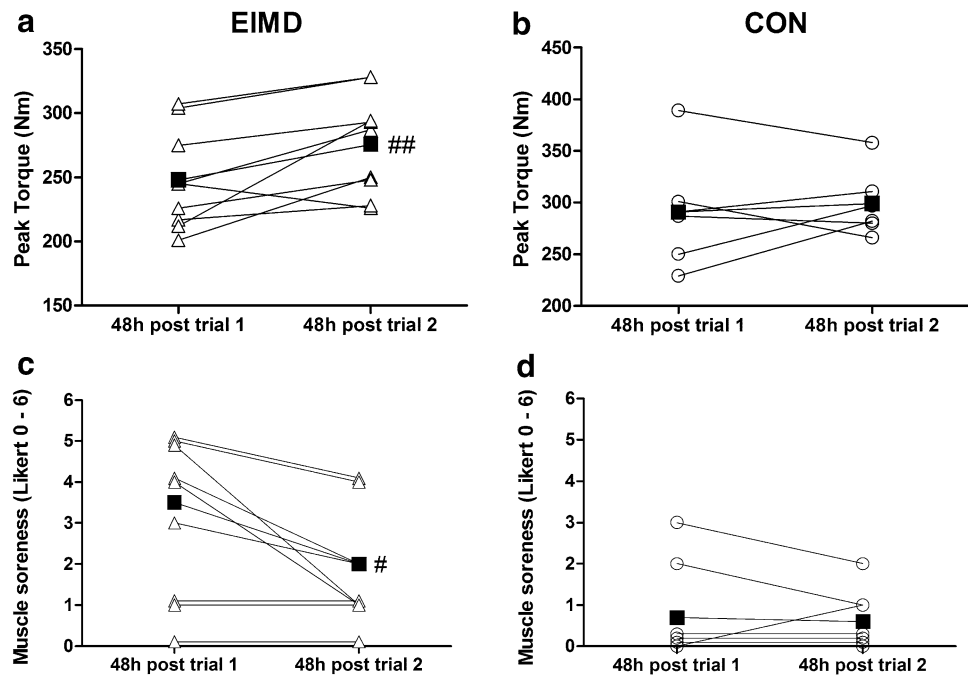 a
EIMD
Peak Torque (Nm)
350
300
250
200
150
##
48h post trial 1
48h post trial 2
b
CON
Peak Torque (Nm)
450
400
350
300
250
200
48h post trial 1
48h post trial 2
c
Muscle soreness (Likert 0 - 6)
6
5
4
3
2
1
0
#
48h post trial 1
48h post trial 2
d
Muscle soreness (Likert 0 - 6)
6
5
4
3
2
1
0
48h post trial 1
48h post trial 2